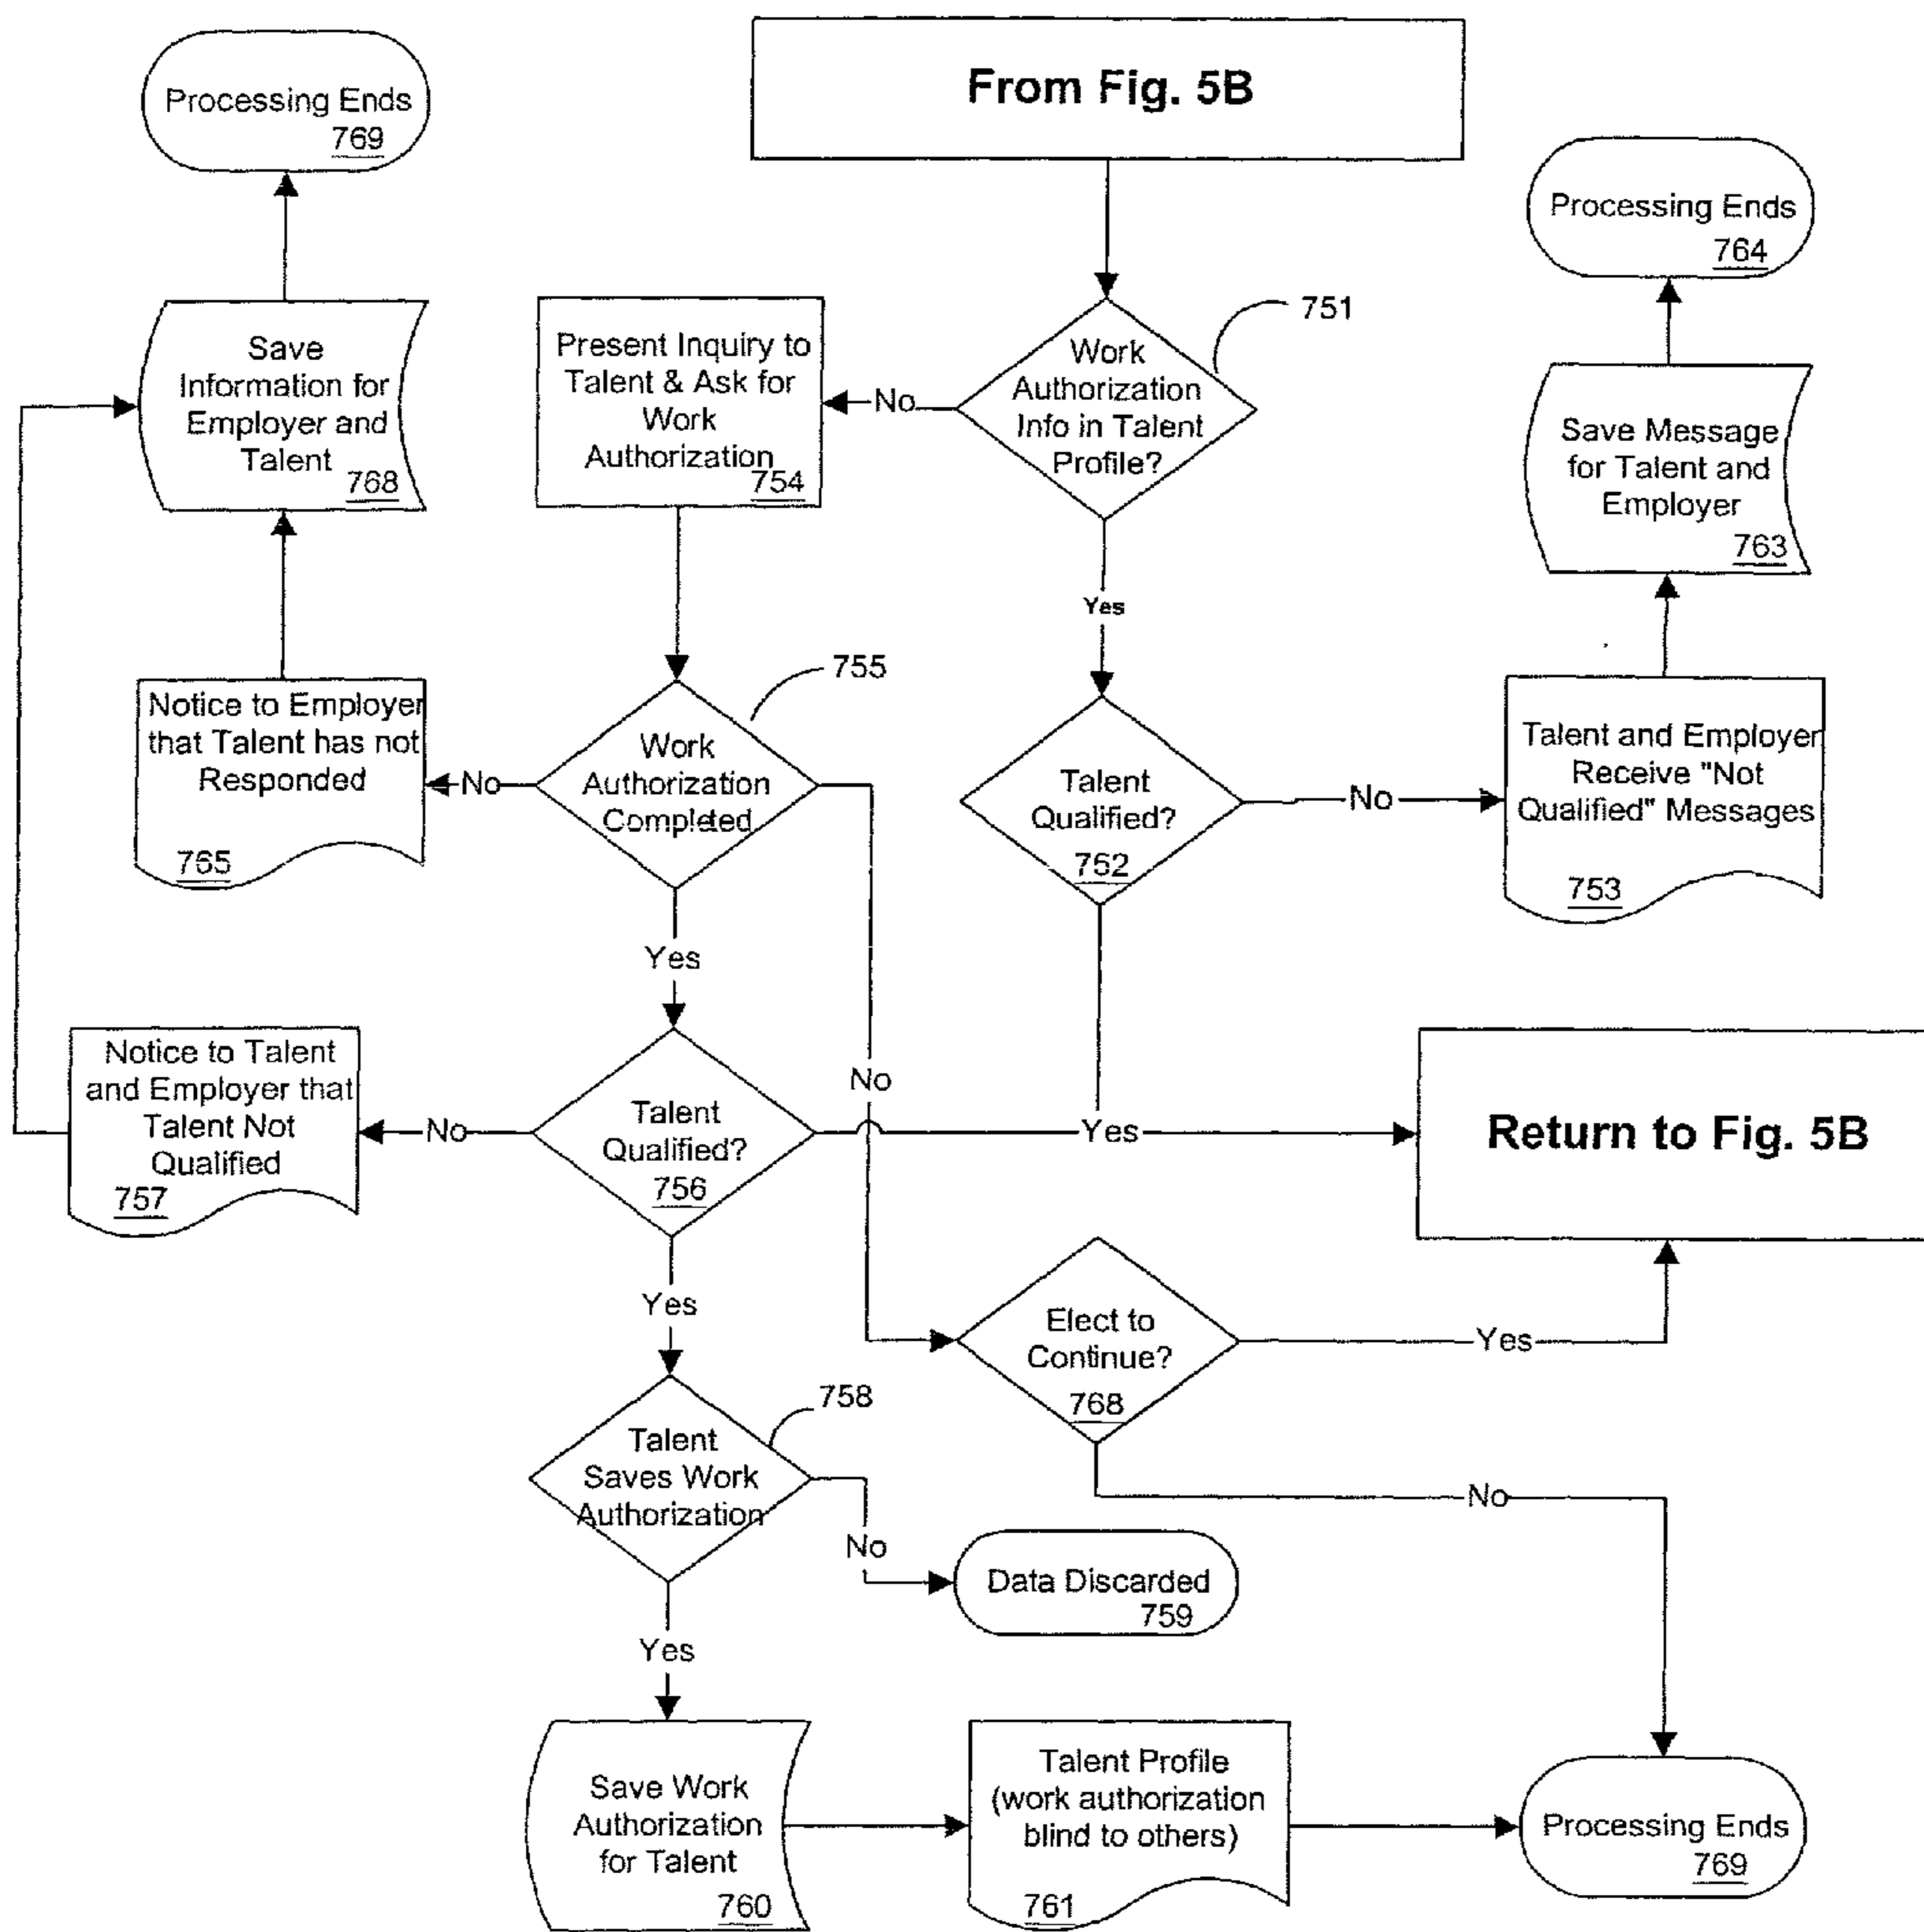 From Fig. 5B
Processing Ends
769
Processing Ends
764
751
Work
Authorization
Info in Talent
Profile?
No
Present Inquiry to
Talent & Ask for
Work
Authorization
754
Save
Information for
Employer and
Talent
768
Save Message
for Talent and
Employer
763
Yes
755
Work
Authorization
Completed
No
Notice to Employer
that Talent has not
Responded
765
Talent
Qualified?
752
No
Talent and Employer
Receive "Not
Qualified" Messages
753
Yes
No
Notice to Talent
and Employer that
Talent Not
Qualified
757
No
Talent
Qualified?
756
Yes
Return to Fig. 5B
Yes
Elect to
Continue?
768
Yes
No
758
Talent
Saves Work
Authorization
No
Data Discarded
759
Yes
Save Work
Authorization
for Talent
760
Talent Profile
(work authorization
blind to others)
761
Processing Ends
769